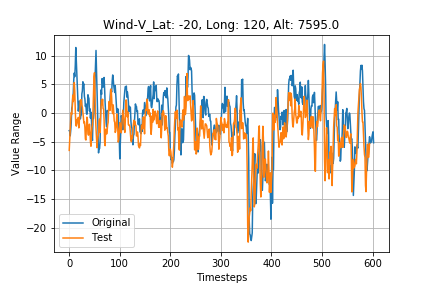 Wind-V_Lat: -20, Long: 120, Alt: 7595.0
Value Range
10
5
0
−5
−10
−15
−20
Original
Test
0 100 200 300 400 500 600
Timesteps